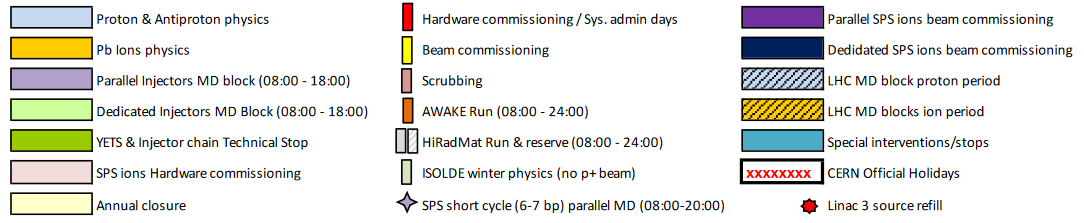 Proton & Antiproton physics
Pb Ions physics
Parallel Injectors MD block (08:00 - 18:00)
Dedicated Injectors MD Block (08:00 - 18:00)
YETS & Injector chain Technical Stop
SPS ions Hardware commissioning
Annual closure
Hardware commissioning / Sys. admin days
Beam commissioning
Scrubbing
AWAKE Run (08:00 - 24:00)
HiRadMat Run & reserve (08:00 - 24:00)
ISOLDE winter physics (no p+ beam)
SPS short cycle (6-7 bp) parallel MD (08:00-20:00)
Parallel SPS ions beam commissioning
Dedidated SPS ions beam commissioning
LHC MD block proton period
LHC MD blocks ion period
Special interventions/stops
xxxxxxxx CERN Official Holidays
Linac 3 source refill